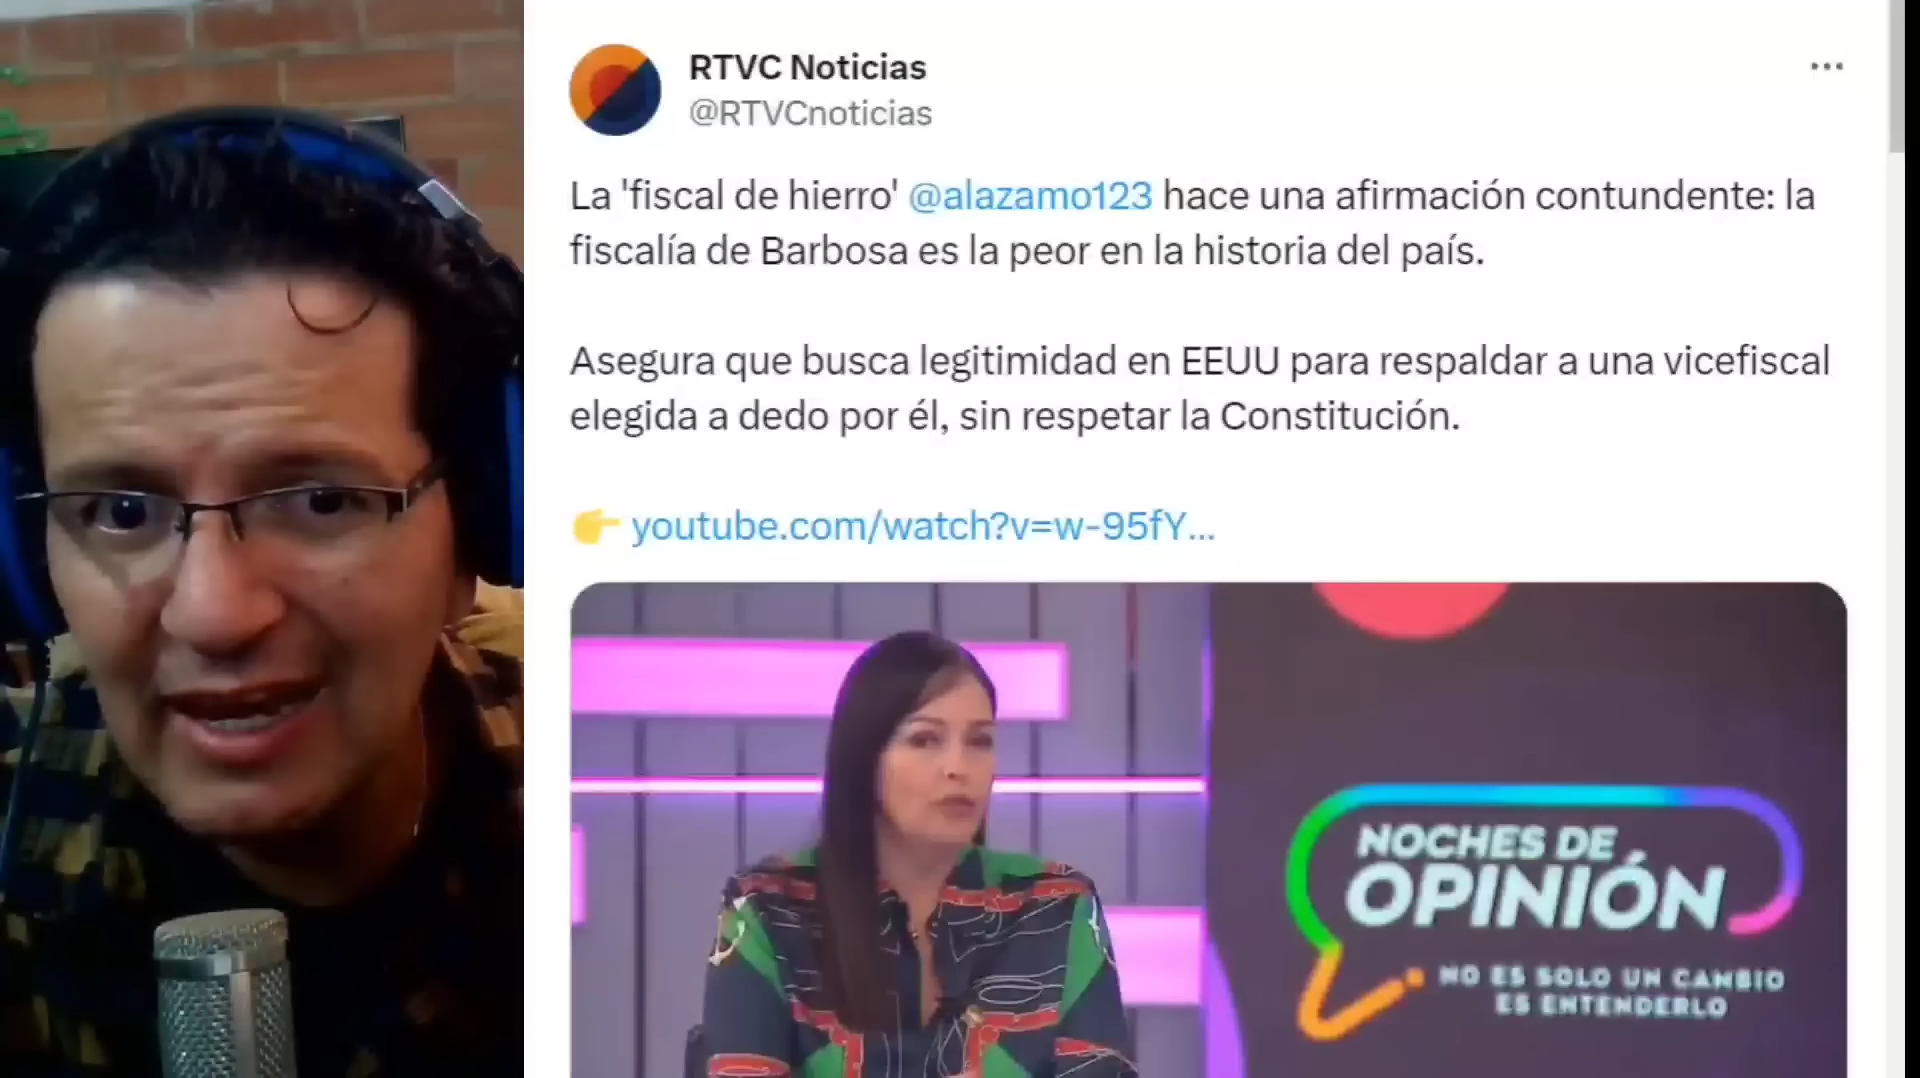 RTVC Noticias
@RTVCnoticias
La 'fiscal de hierro' @alazamo123 hace una afirmación contundente: la
fiscalía de Barbosa es la peor en la historia del país.
Asegura que busca legitimidad en EEUU para respaldar a una vicefiscal
elegida a dedo por él, sin respetar la Constitución.
👉 youtube.com/watch?v=w-95fY...
NOCHES DE
OPINIÓN
NO ES SOLO UN CAMBIO
ES ENTENDERLO